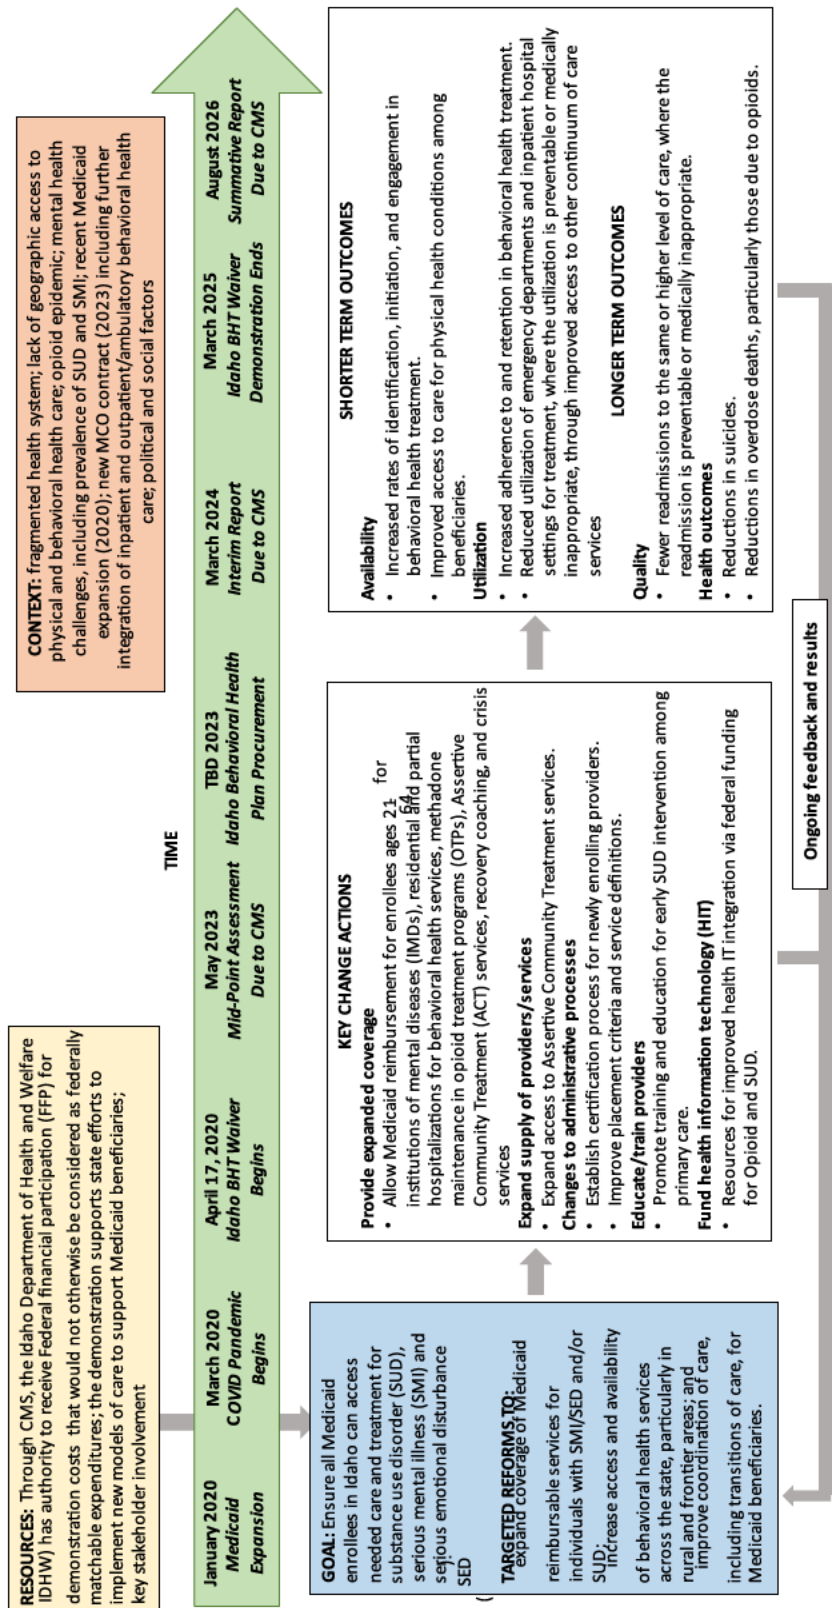 RESOURCES: Through CMS, the Idaho Department of Health and Welfare
IDHW) has authority to receive Federal financial participation (FFP) for
demonstration costs that would not otherwise be considered as federally
matchable expenditures; the demonstration supports state efforts to
implement new models of care to support Medicaid beneficiaries;
key stakeholder involvement
CONTEXT: fragmented health system; lack of geographic access to
physical and behavioral health care; opioid epidemic; mental health
challenges, including prevalence of SUD and SMI; recent Medicaid
expansion (2020); new MCO contract (2023) including further
integration of inpatient and outpatient/ambulatory behavioral health
care; political and social factors
TIME
January 2020
Medicaid
Expansion
March 2020
COVID Pandemic
Begins
April 17, 2020
Idaho BHT Waiver
Begins
May 2023
Mid-Point Assessment
Due to CMS
TBD 2023
Idaho Behavioral Health
Plan Procurement
March 2024
Interim Report
Due to CMS
March 2025
Idaho BHT Waiver
Demonstration Ends
August 2026
Summative Report
Due to CMS
GOAL: Ensure all Medicaid
enrollees in Idaho can access
needed care and treatment for
substance use disorder (SUD),
serious mental illness (SMI) and
serious emotional disturbance
SED
(
).
TARGETED REFORMS TO:
expand coverage of Medicaid
reimbursable services for
individuals with SMI/SED and/or
SUD;
increase access and availability
of behavioral health services
across the state, particularly in
rural and frontier areas; and
improve coordination of care,
including transitions of care, for
Medicaid beneficiaries.
KEY CHANGE ACTIONS
Provide expanded coverage
• Allow Medicaid reimbursement for enrollees ages 21- for
64
institutions of mental diseases (IMDs), residential and partial
hospitalizations for behavioral health services, methadone
maintenance in opioid treatment programs (OTPs), Assertive
Community Treatment (ACT) services, recovery coaching, and crisis
services
Expand supply of providers/services
• Expand access to Assertive Community Treatment services.
Changes to administrative processes
• Establish certification process for newly enrolling providers.
• Improve placement criteria and service definitions.
Educate/train providers
• Promote training and education for early SUD intervention among
primary care.
Fund health information technology (HIT)
• Resources for improved health IT integration via federal funding
for Opioid and SUD.
SHORTER TERM OUTCOMES
Availability
• Increased rates of identification, initiation, and engagement in
behavioral health treatment.
• Improved access to care for physical health conditions among
beneficiaries.
Utilization
• Increased adherence to and retention in behavioral health treatment.
• Reduced utilization of emergency departments and inpatient hospital
settings for treatment, where the utilization is preventable or medically
inappropriate, through improved access to other continuum of care
services
LONGER TERM OUTCOMES
Quality
• Fewer readmissions to the same or higher level of care, where the
readmission is preventable or medically inappropriate.
Health outcomes
• Reductions in suicides.
• Reductions in overdose deaths, particularly those due to opioids.
Ongoing feedback and results